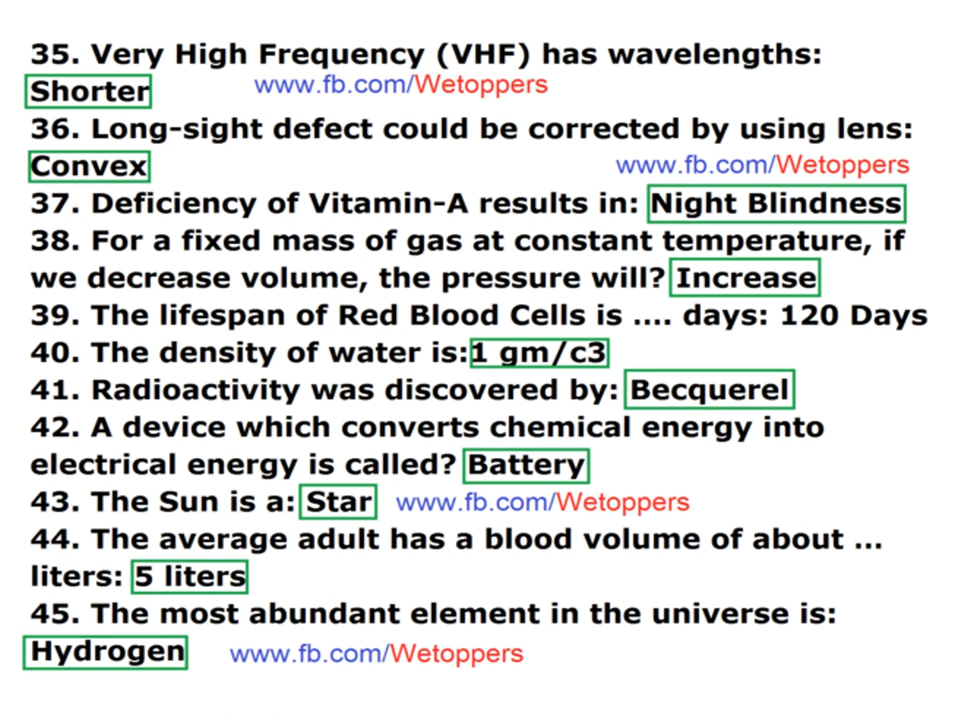 35. Very High Frequency (VHF) has wavelengths:
Shorter www.fb.com/Wetoppers
36. Long-sight defect could be corrected by using lens:
Convex www.fb.com/Wetoppers
37. Deficiency of Vitamin-A results in: Night Blindness
38. For a fixed mass of gas at constant temperature, if
we decrease volume, the pressure will? Increase
39. The lifespan of Red Blood Cells is .... days: 120 Days
40. The density of water is:1 gm/c3
41. Radioactivity was discovered by: Becquerel
42. A device which converts chemical energy into
electrical energy is called? Battery
43. The Sun is a: Star www.fb.com/Wetoppers
44. The average adult has a blood volume of about ...
liters: 5 liters
45. The most abundant element in the universe is:
Hydrogen www.fb.com/Wetoppers